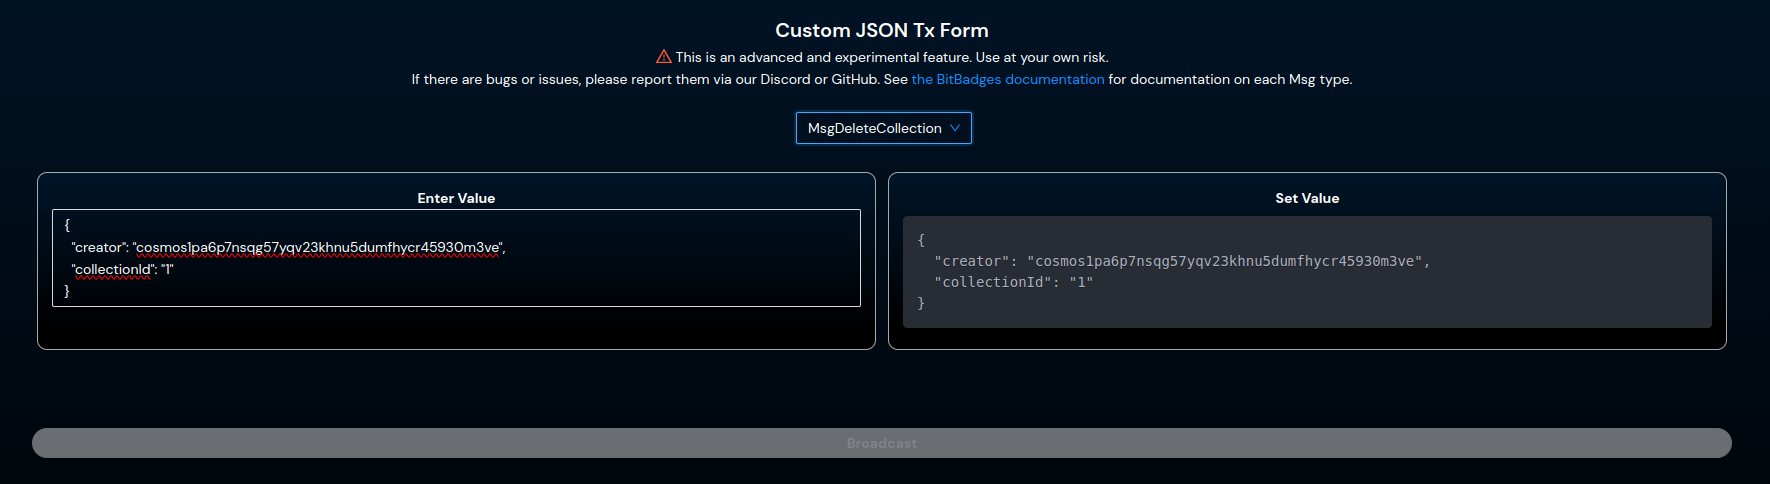 Custom JSON Tx Form
This is an advanced and experimental feature. Use at your own risk.
If there are bugs or issues, please report them via our Discord or GitHub. See the BitBadges documentation for documentation on each Msg type.
MsgDeleteCollection
Enter Value
{
"creator": "cosmos1pa6p7nsqg57yqv23khnu5dumfhycr45930m3ve",
"collectionId": "1"
}
Set Value
{
"creator": "cosmos1pa6p7nsqg57yqv23khnu5dumfhycr45930m3ve",
"collectionId": "1"
}
Broadcast